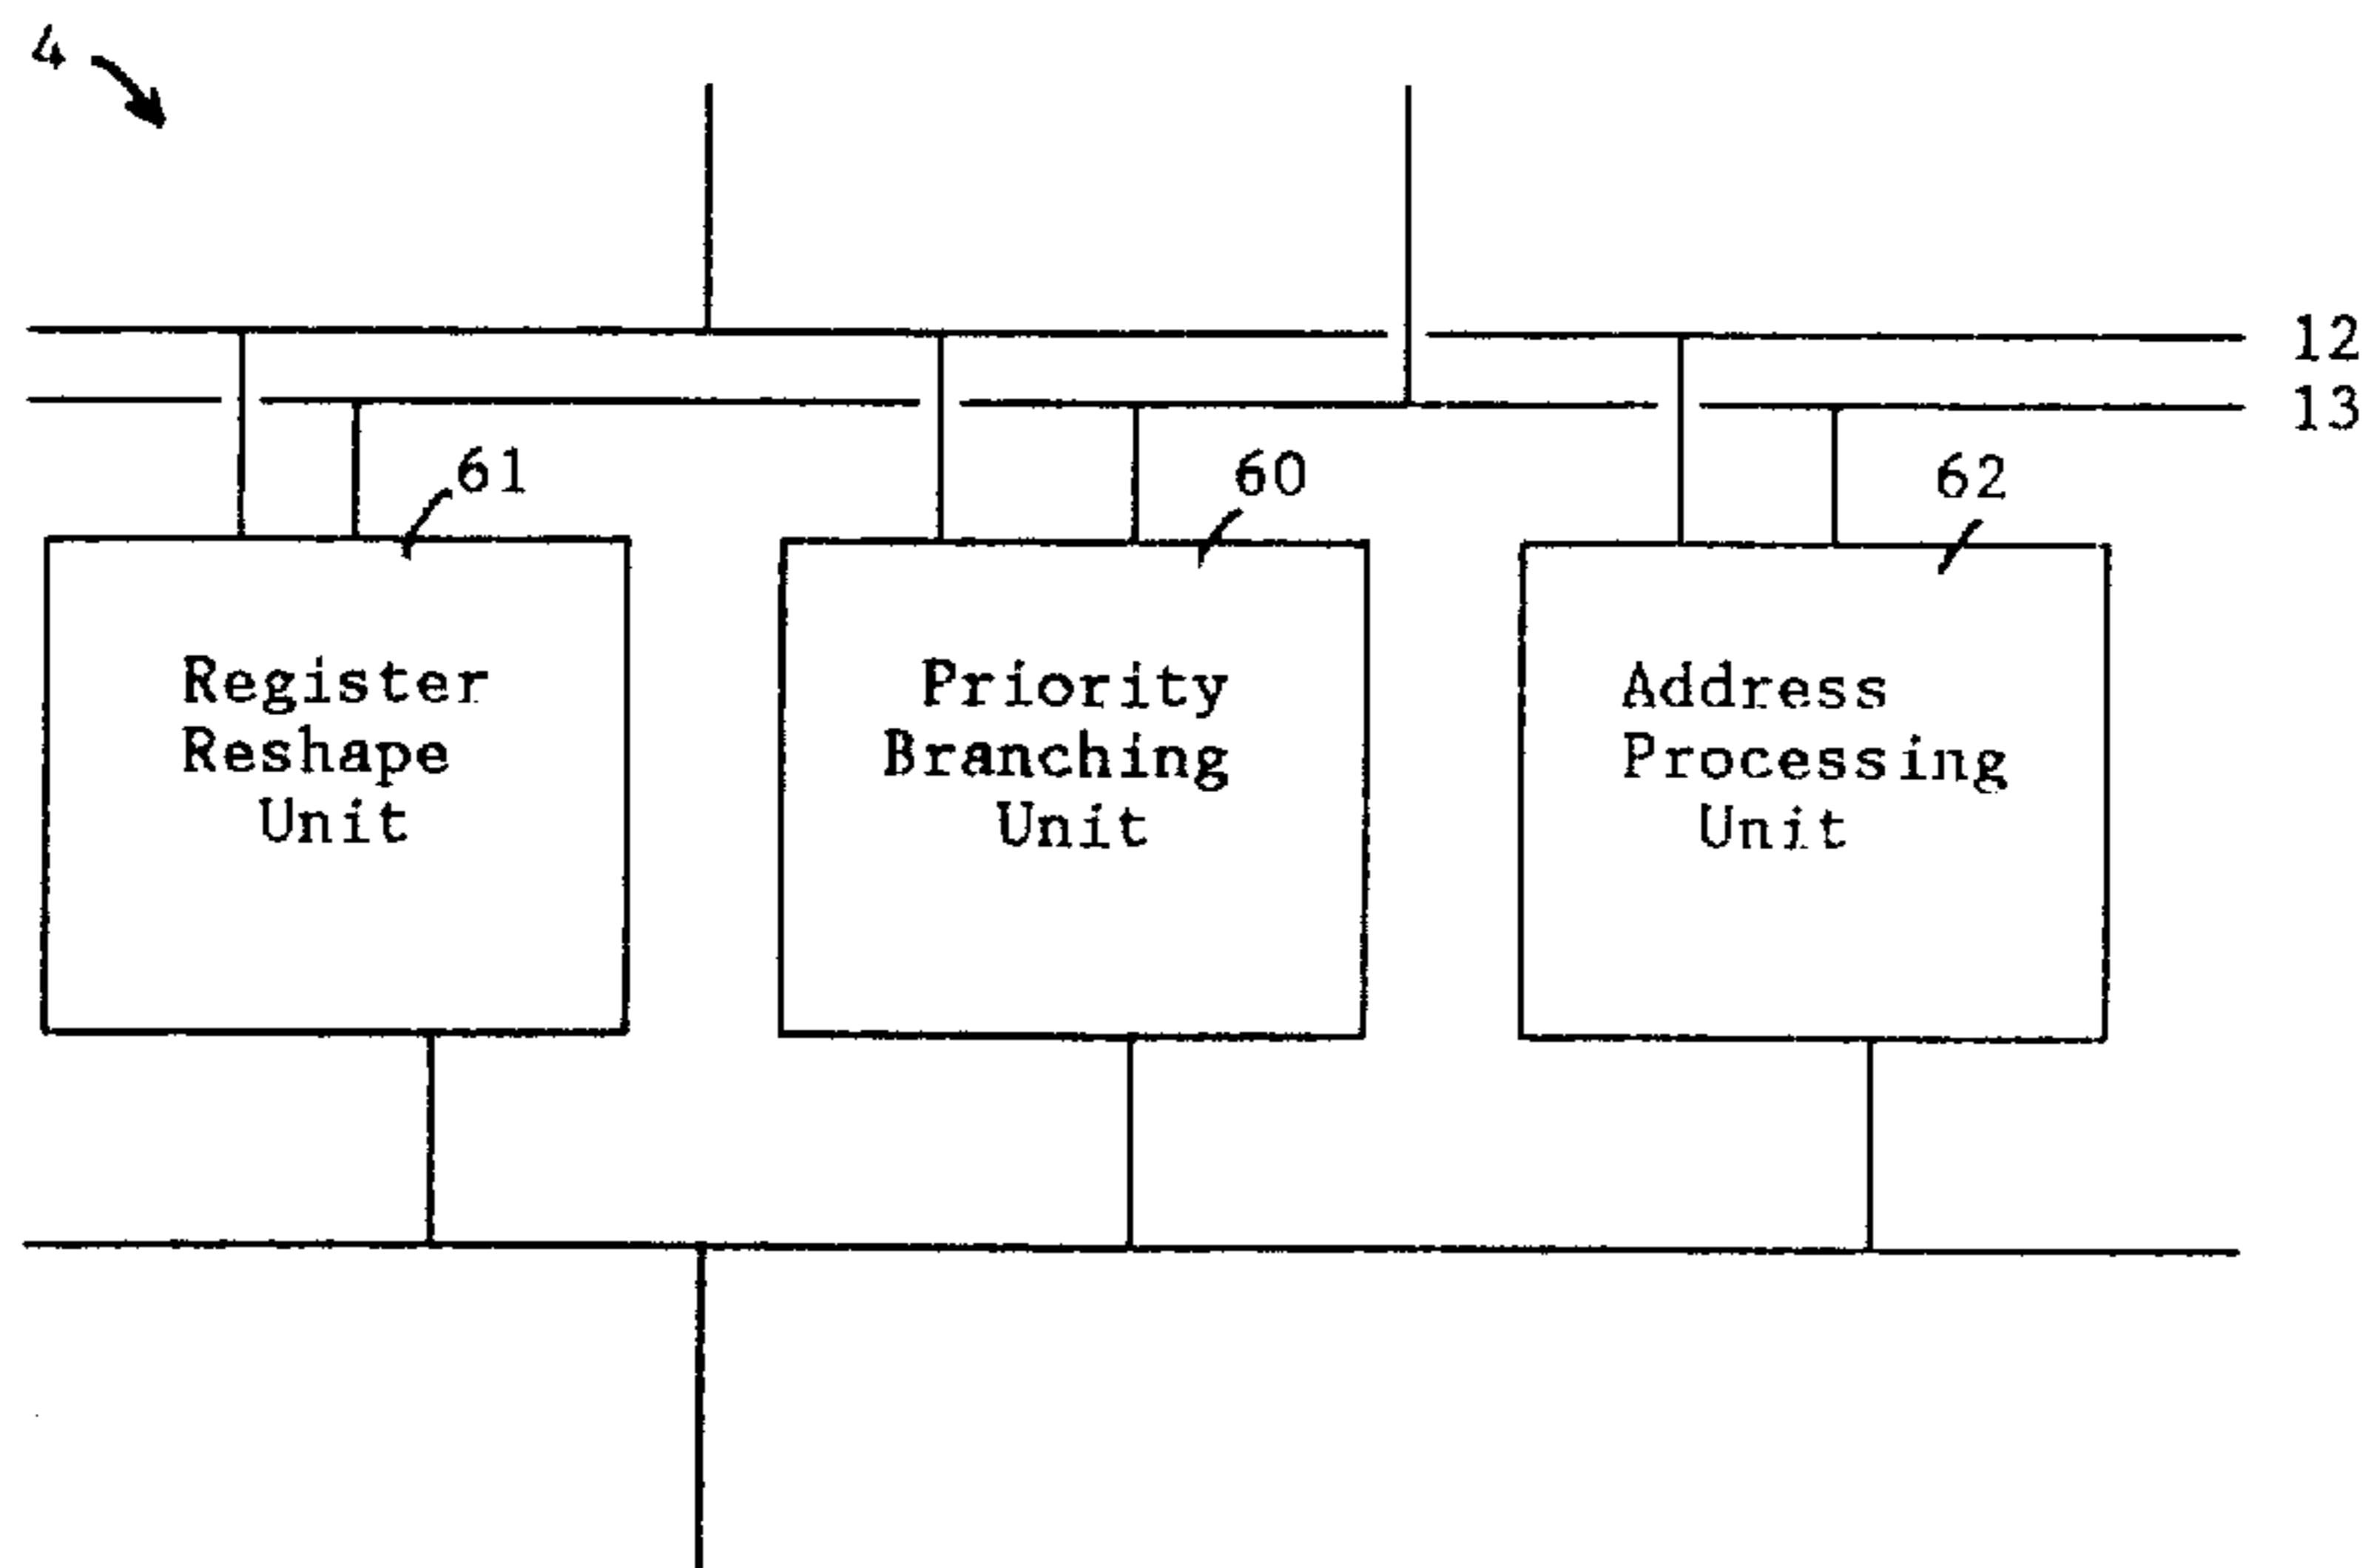 4
12
13
61
60
62
Register
Reshape
Unit
Priority
Branching
Unit
Address
Processing
Unit